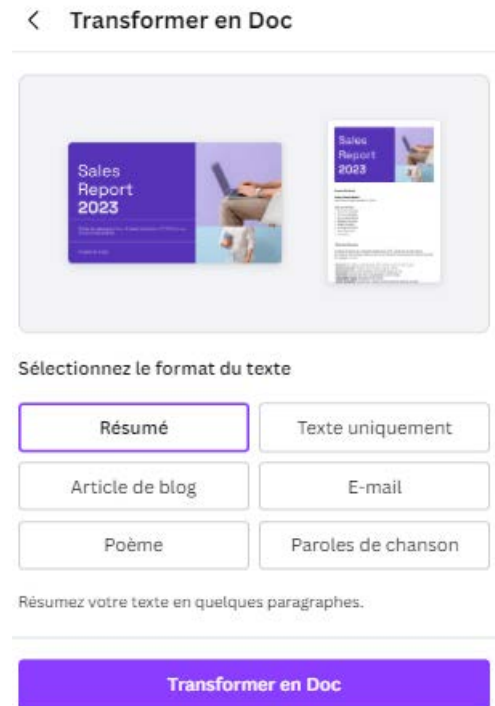 Transformer en Doc
Sales
Report
2023
Sales
Report
2023
Sélectionnez le format du texte
Résumé
Texte uniquement
Article de blog
E-mail
Poème
Paroles de chanson
Résumez votre texte en quelques paragraphes.
Transformer en Doc